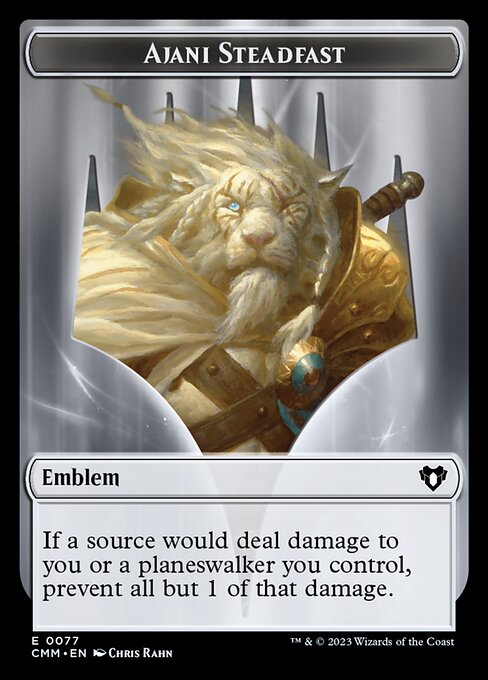 Ajani Steadfast
Emblem
If a source would deal damage to
you or a planeswalker you control,
prevent all but 1 of that damage.
E 0077
CMM • EN Chris Rahn
™ & © 2023 Wizards of the Coast